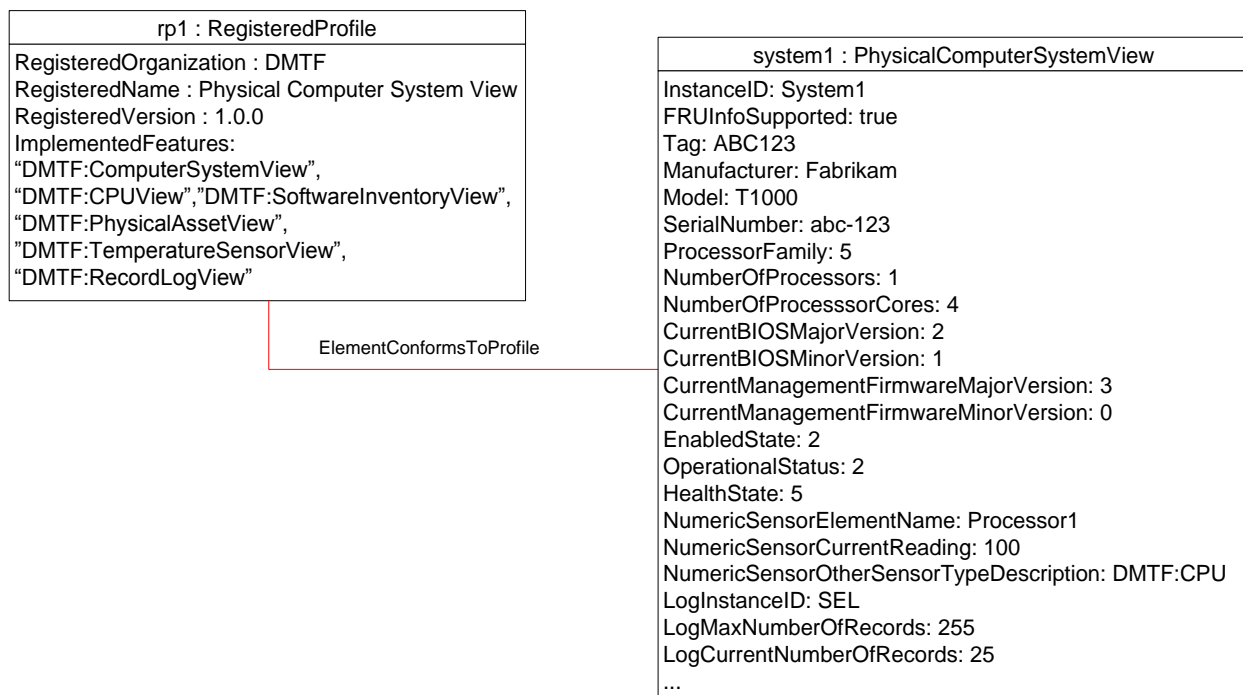 rp1 : RegisteredProfile
RegisteredOrganization : DMTF
RegisteredName : Physical Computer System View
RegisteredVersion : 1.0.0
ImplementedFeatures:
“DMTF:ComputerSystemView”,
“DMTF:CPUView”,”DMTF:SoftwareInventoryView”,
“DMTF:PhysicalAssetView”,
”DMTF:TemperatureSensorView”,
“DMTF:RecordLogView”
ElementConformsToProfile
system1 : PhysicalComputerSystemView
InstanceID: System1
FRUInfoSupported: true
Tag: ABC123
Manufacturer: Fabrikam
Model: T1000
SerialNumber: abc-123
ProcessorFamily: 5
NumberOfProcessors: 1
NumberOfProcesssorCores: 4
CurrentBIOSMajorVersion: 2
CurrentBIOSMinorVersion: 1
CurrentManagementFirmwareMajorVersion: 3
CurrentManagementFirmwareMinorVersion: 0
EnabledState: 2
OperationalStatus: 2
HealthState: 5
NumericSensorElementName: Processor1
NumericSensorCurrentReading: 100
NumericSensorOtherSensorTypeDescription: DMTF:CPU
LogInstanceID: SEL
LogMaxNumberOfRecords: 255
LogCurrentNumberOfRecords: 25
...